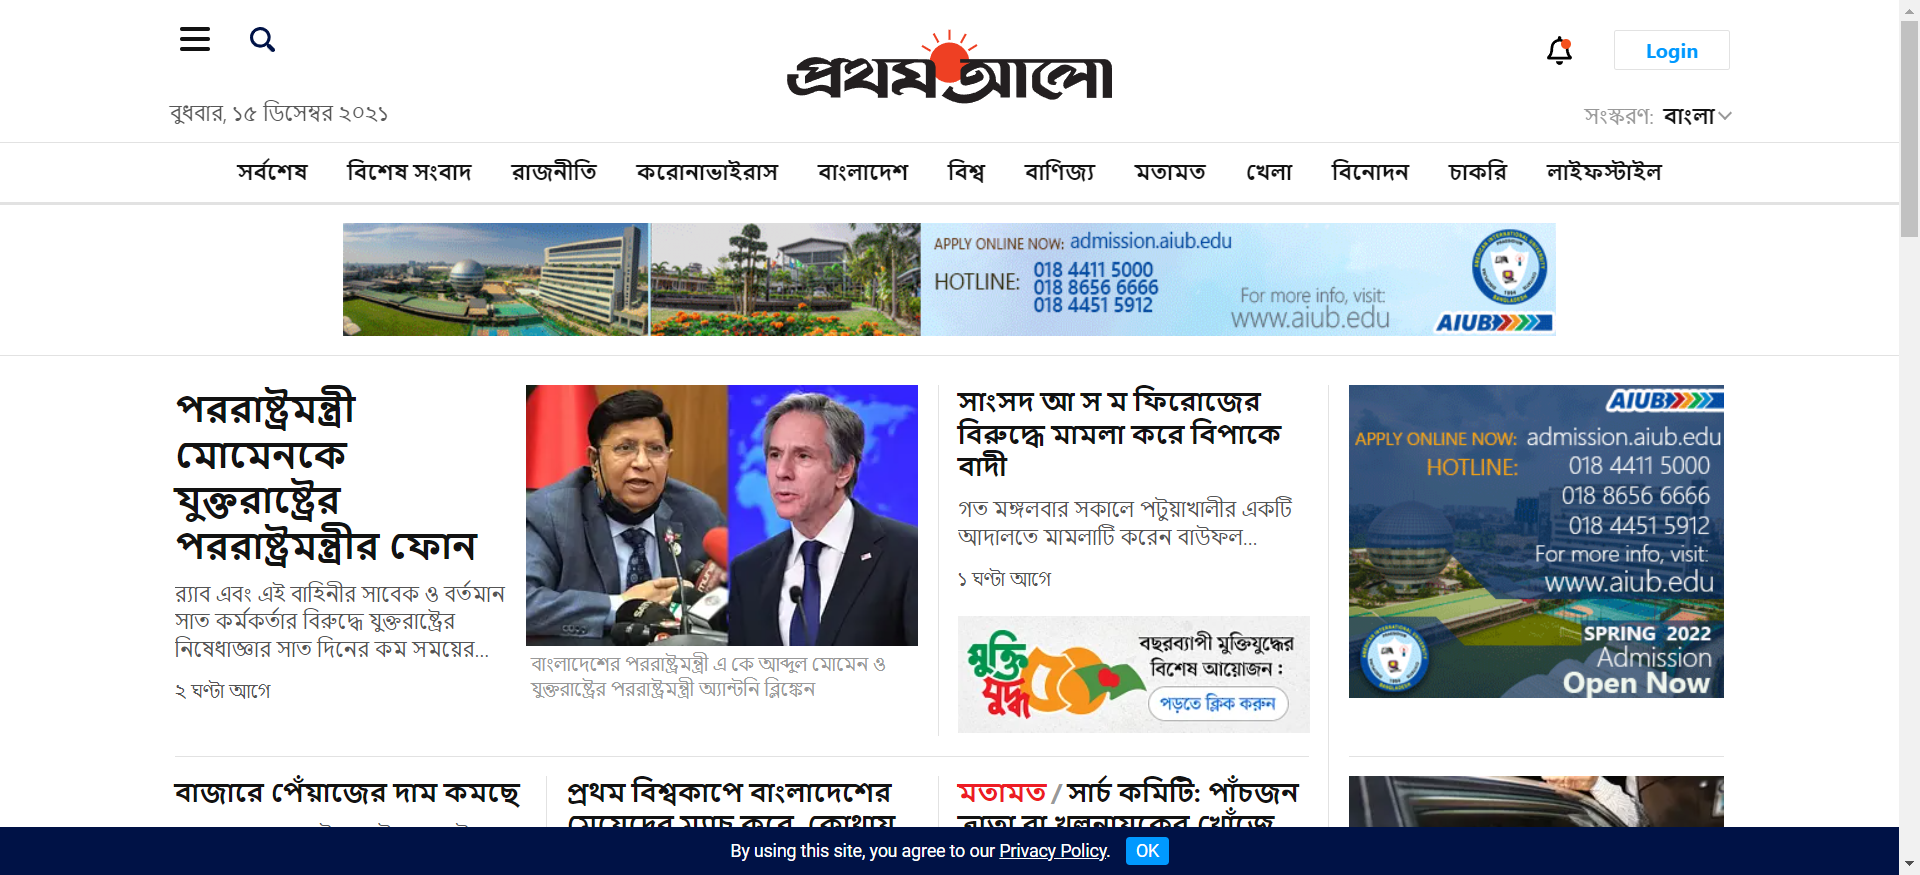 প্রথম আলো
Login
বুধবার, ১৫ ডিসেম্বর ২০২১
সংস্করণ: বাংলা
সর্বশেষ বিশেষ সংবাদ রাজনীতি করোনাভাইরাস বাংলাদেশ বিশ্ব বাণিজ্য মতামত খেলা বিনোদন চাকরি লাইফস্টাইল
APPLY ONLINE NOW: admission.aiub.edu
HOTLINE: 018 4411 5000
018 8656 6666
018 4451 5912
For more info, visit:
www.aiub.edu
AIUB
পররাষ্ট্রমন্ত্রী
মোমেনকে
যুক্তরাষ্ট্রের
পররাষ্ট্রমন্ত্রীর ফোন
র‍্যাব এবং এই বাহিনীর সাবেক ও বর্তমান
সাত কর্মকর্তার বিরুদ্ধে যুক্তরাষ্ট্রের
নিষেধাজ্ঞার সাত দিনের কম সময়ের...
২ ঘণ্টা আগে
বাংলাদেশের পররাষ্ট্রমন্ত্রী এ কে আব্দুল মোমেন ও
যুক্তরাষ্ট্রের পররাষ্ট্রমন্ত্রী অ্যান্টনি ব্লিঙ্কেন
সাংসদ আ স ম ফিরোজের
বিরুদ্ধে মামলা করে বিপাকে
বাদী
গত মঙ্গলবার সকালে পটুয়াখালীর একটি
আদালতে মামলাটি করেন বাউফল...
১ ঘণ্টা আগে
মুক্তি
যুদ্ধ
৫০
বছরব্যাপী মুক্তিযুদ্ধের
বিশেষ আয়োজন :
পড়তে ক্লিক করুন
AIUB
APPLY ONLINE NOW: admission.aiub.edu
HOTLINE: 018 4411 5000
018 8656 6666
018 4451 5912
For more info, visit:
www.aiub.edu
SPRING 2022
Admission
Open Now
বাজারে পেঁয়াজের দাম কমছে
প্রথম বিশ্বকাপে বাংলাদেশের
মেয়েদের ম্যাচ কবে, কোথায়
মতামত / সার্চ কমিটি: পাঁচজন
ত্রাতা বা খলনায়কের খোঁজে
By using this site, you agree to our Privacy Policy. OK